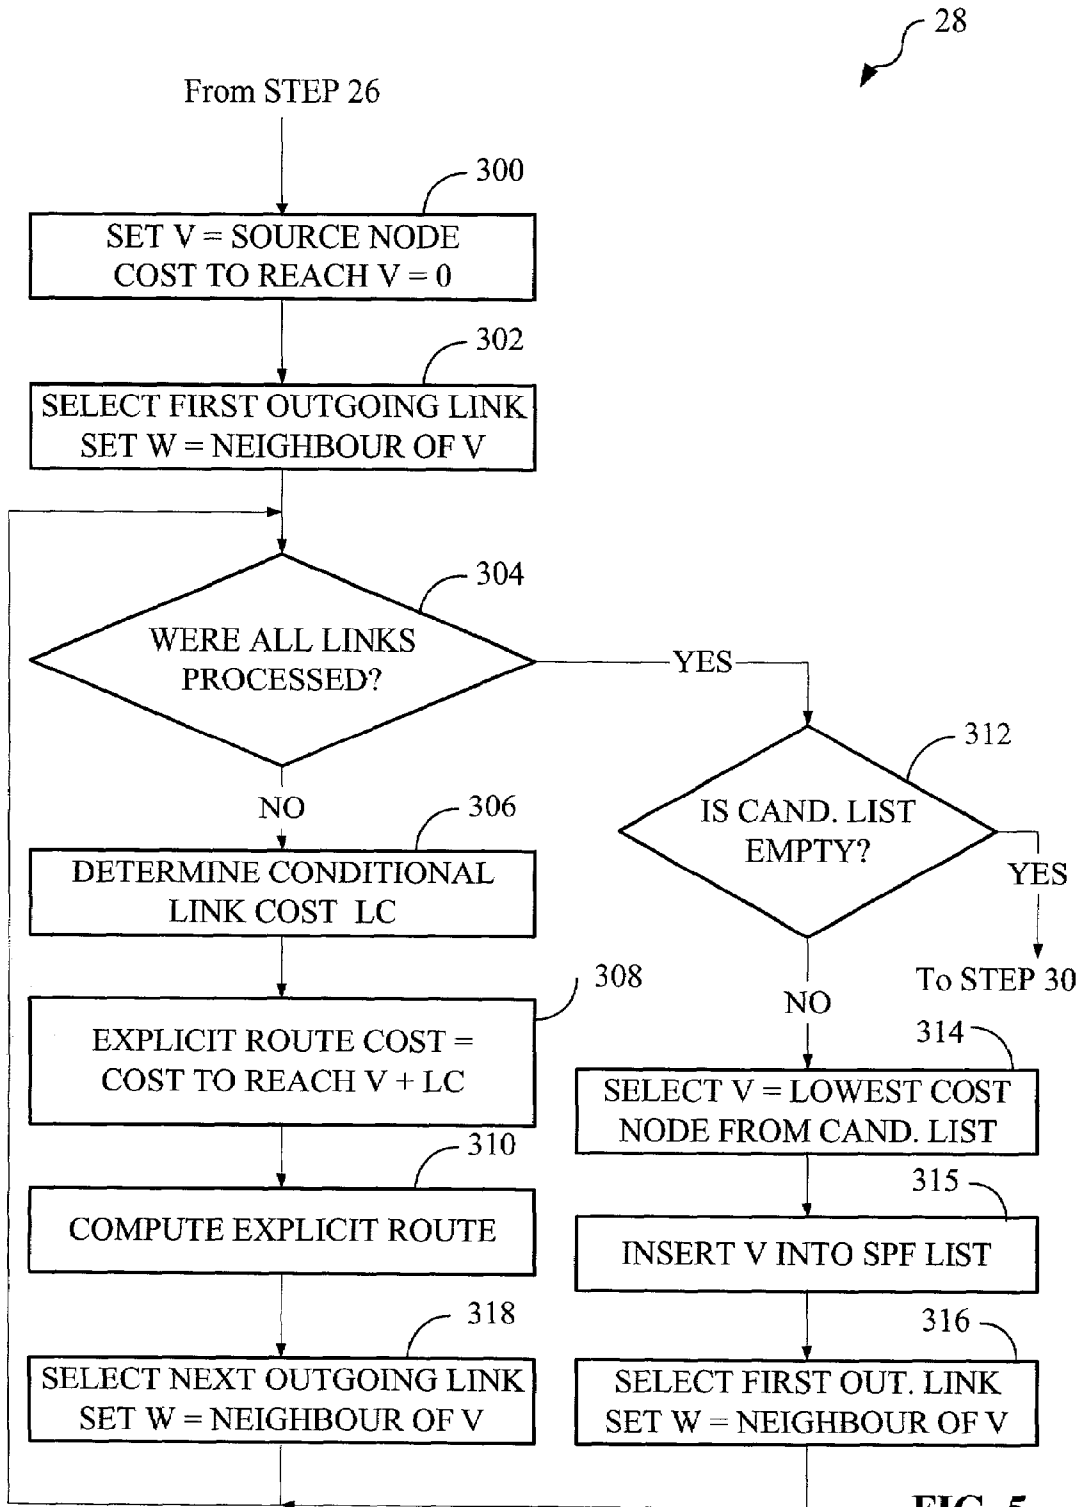 28
From STEP 26
300
SET V = SOURCE NODE
COST TO REACH V = 0
302
SELECT FIRST OUTGOING LINK
SET W = NEIGHBOUR OF V
304
WERE ALL LINKS
PROCESSED?
YES
NO
312
IS CAND. LIST
EMPTY?
YES
To STEP 30
NO
306
DETERMINE CONDITIONAL
LINK COST LC
308
EXPLICIT ROUTE COST =
COST TO REACH V + LC
310
COMPUTE EXPLICIT ROUTE
318
SELECT NEXT OUTGOING LINK
SET W = NEIGHBOUR OF V
314
SELECT V = LOWEST COST
NODE FROM CAND. LIST
315
INSERT V INTO SPF LIST
316
SELECT FIRST OUT. LINK
SET W = NEIGHBOUR OF V
FIG. 5